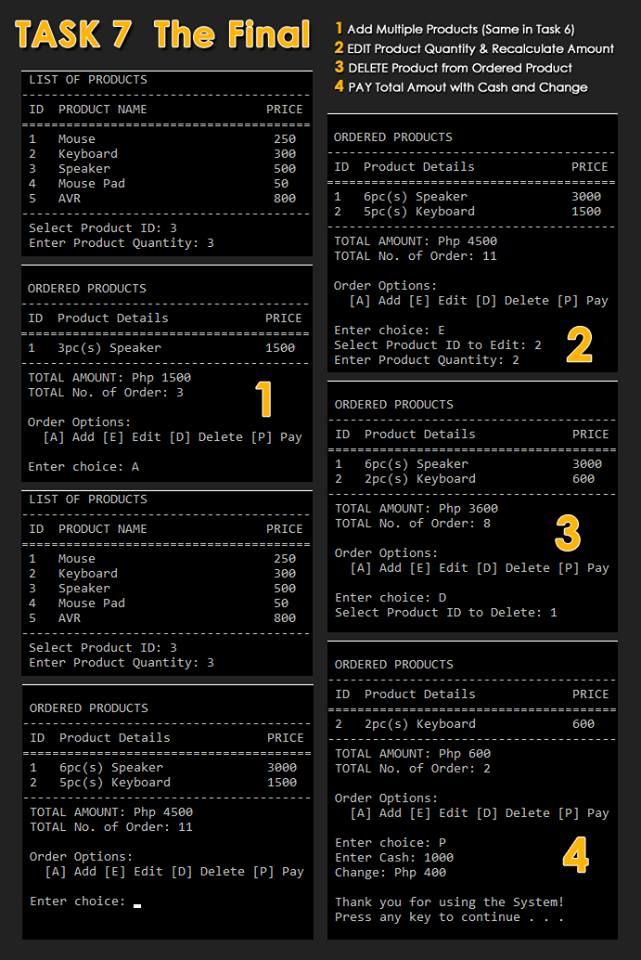 TASK 7 The Final
1 Add Multiple Products (Same in Task 6)
2 EDIT Product Quantity & Recalculate Amount
3 DELETE Product from Ordered Product
4 PAY Total Amout with Cash and Change
LIST OF PRODUCTS
ID PRODUCT NAME PRICE
1 Mouse 250
2 Keyboard 300
3 Speaker 500
4 Mouse Pad 50
5 AVR 800
Select Product ID: 3
Enter Product Quantity: 3
ORDERED PRODUCTS
ID Product Details PRICE
1 3pc(s) Speaker 1500
TOTAL AMOUNT: Php 1500
TOTAL No. of Order: 3
1
Order Options:
[A] Add [E] Edit [D] Delete [P] Pay
Enter choice: A
LIST OF PRODUCTS
ID PRODUCT NAME PRICE
1 Mouse 250
2 Keyboard 300
3 Speaker 500
4 Mouse Pad 50
5 AVR 800
Select Product ID: 3
Enter Product Quantity: 3
ORDERED PRODUCTS
ID Product Details PRICE
1 6pc(s) Speaker 3000
2 5pc(s) Keyboard 1500
TOTAL AMOUNT: Php 4500
TOTAL No. of Order: 11
Order Options:
[A] Add [E] Edit [D] Delete [P] Pay
Enter choice:
ORDERED PRODUCTS
ID Product Details PRICE
1 6pc(s) Speaker 3000
2 5pc(s) Keyboard 1500
TOTAL AMOUNT: Php 4500
TOTAL No. of Order: 11
Order Options:
[A] Add [E] Edit [D] Delete [P] Pay
Enter choice: E
Select Product ID to Edit: 2
Enter Product Quantity: 2
2
ORDERED PRODUCTS
ID Product Details PRICE
1 6pc(s) Speaker 3000
2 2pc(s) Keyboard 600
TOTAL AMOUNT: Php 3600
TOTAL No. of Order: 8
3
Order Options:
[A] Add [E] Edit [D] Delete [P] Pay
Enter choice: D
Select Product ID to Delete: 1
ORDERED PRODUCTS
ID Product Details PRICE
2 2pc(s) Keyboard 600
TOTAL AMOUNT: Php 600
TOTAL No. of Order: 2
Order Options:
[A] Add [E] Edit [D] Delete [P] Pay
Enter choice: P
Enter Cash: 1000
Change: Php 400
4
Thank you for using the System!
Press any key to continue . . .